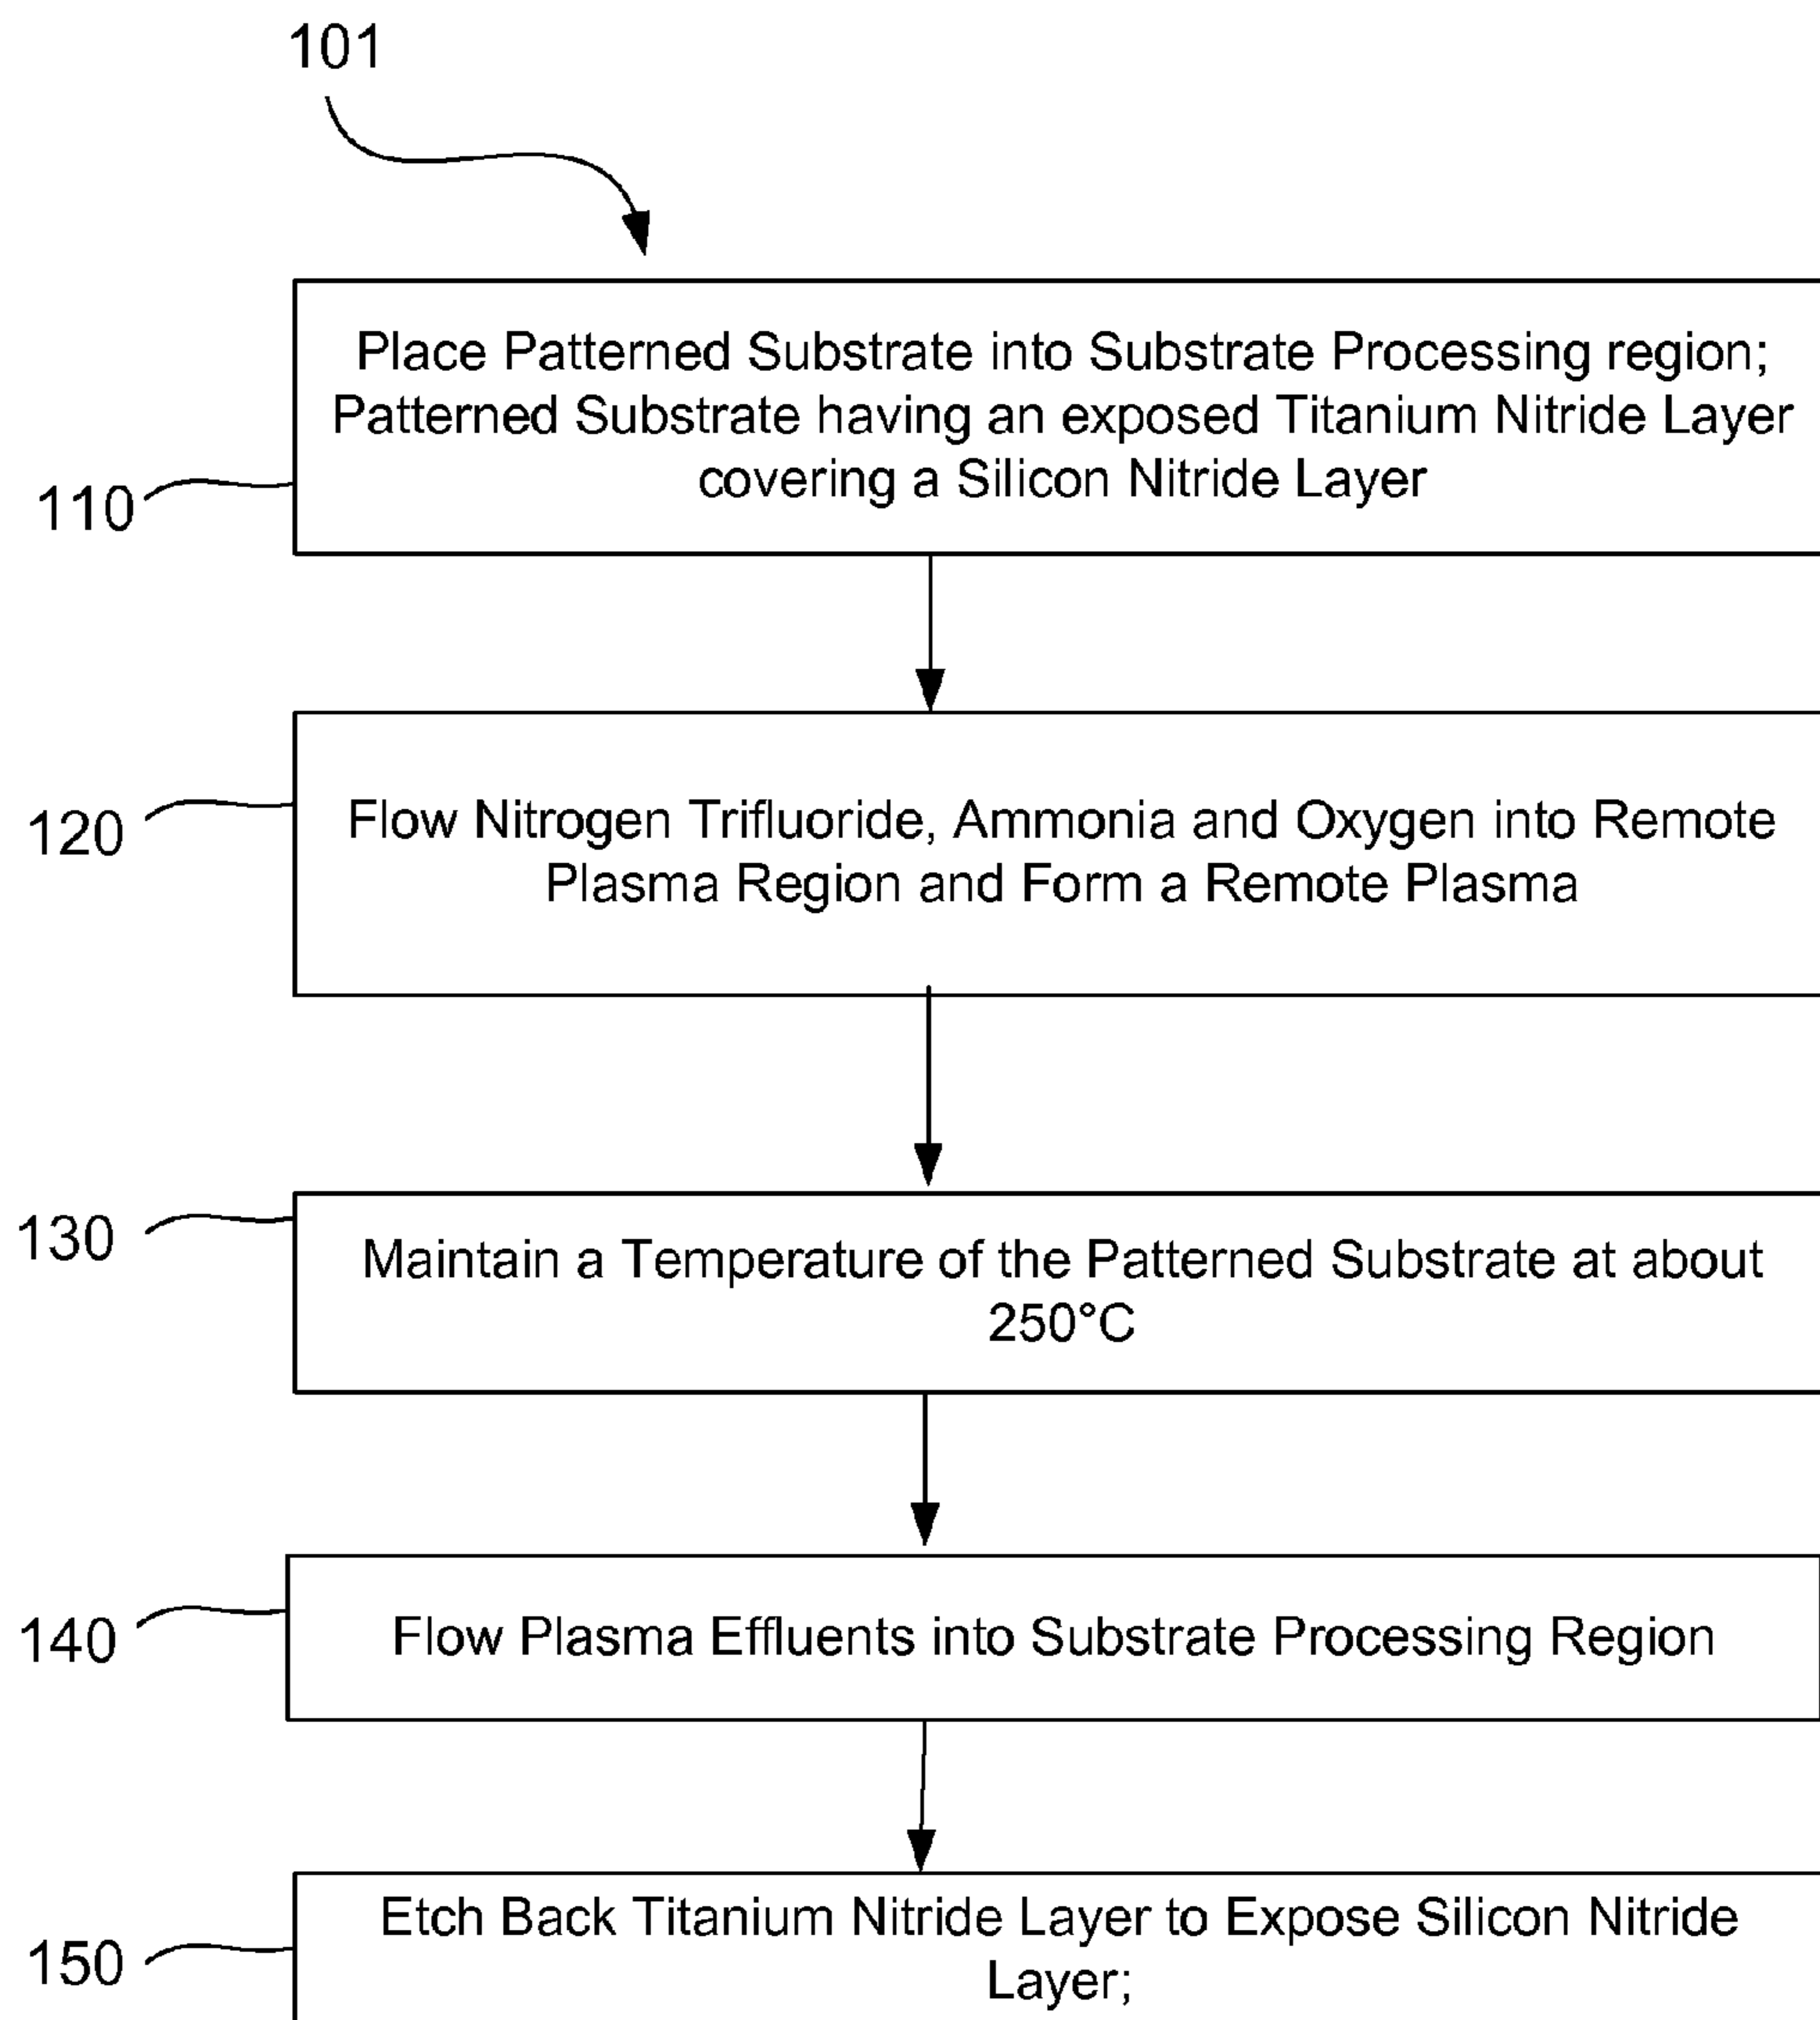 101
Place Patterned Substrate into Substrate Processing region;
Patterned Substrate having an exposed Titanium Nitride Layer
covering a Silicon Nitride Layer
110
120
Flow Nitrogen Trifluoride, Ammonia and Oxygen into Remote
Plasma Region and Form a Remote Plasma
130
Maintain a Temperature of the Patterned Substrate at about
250°C
140
Flow Plasma Effluents into Substrate Processing Region
150
Etch Back Titanium Nitride Layer to Expose Silicon Nitride
Layer;